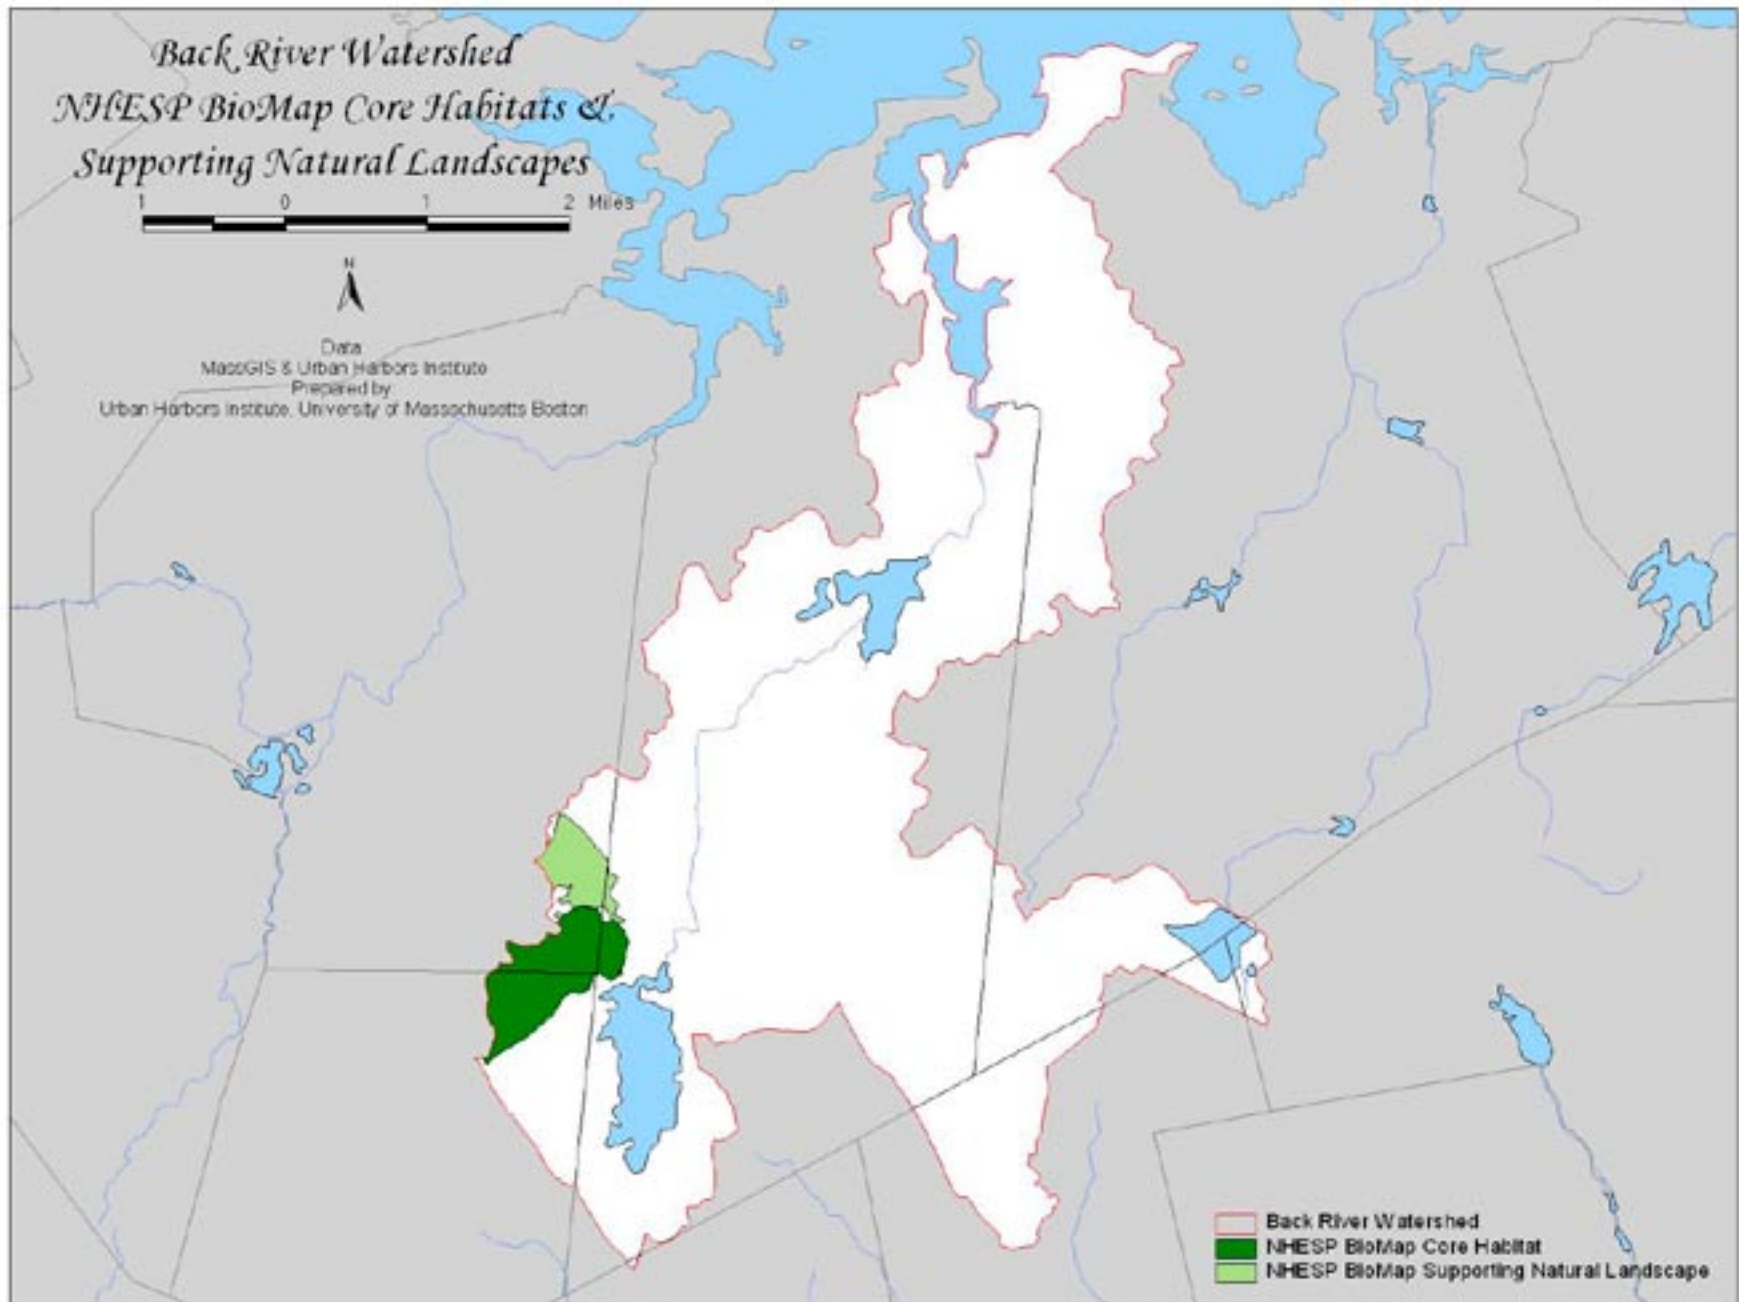 Back River Watershed
NHESP BioMap Core Habitats &
Supporting Natural Landscapes
1 0 1 2 Miles
N
Data
MassGIS & Urban Harbors Institute
Prepared by
Urban Harbors Institute, University of Massachusetts Boston
Back River Watershed
NHESP BioMap Core Habitat
NHESP BioMap Supporting Natural Landscape